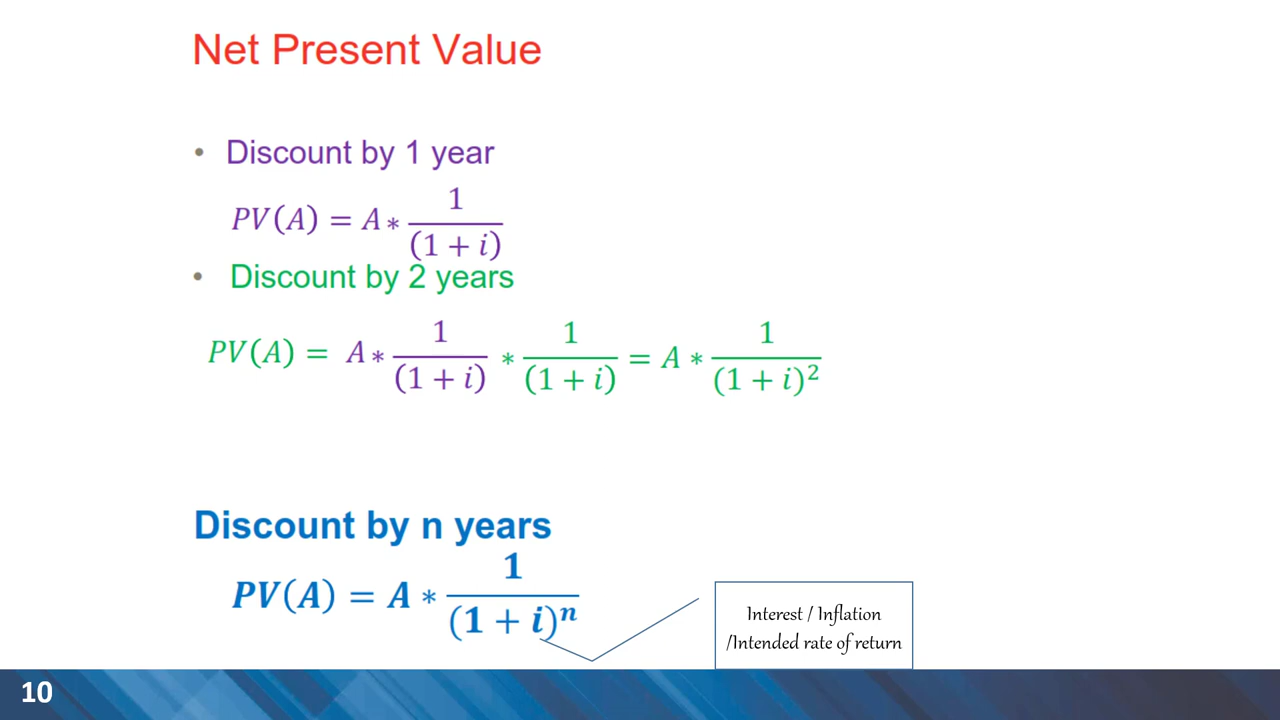 Net Present Value
• Discount by 1 year
PV(A) = A * 1/(1 + i)
• Discount by 2 years
PV(A) = A * 1/(1 + i) * 1/(1 + i) = A * 1/(1 + i)²
Discount by n years
PV(A) = A * 1/(1 + i)ⁿ
Interest / Inflation
/Intended rate of return
10